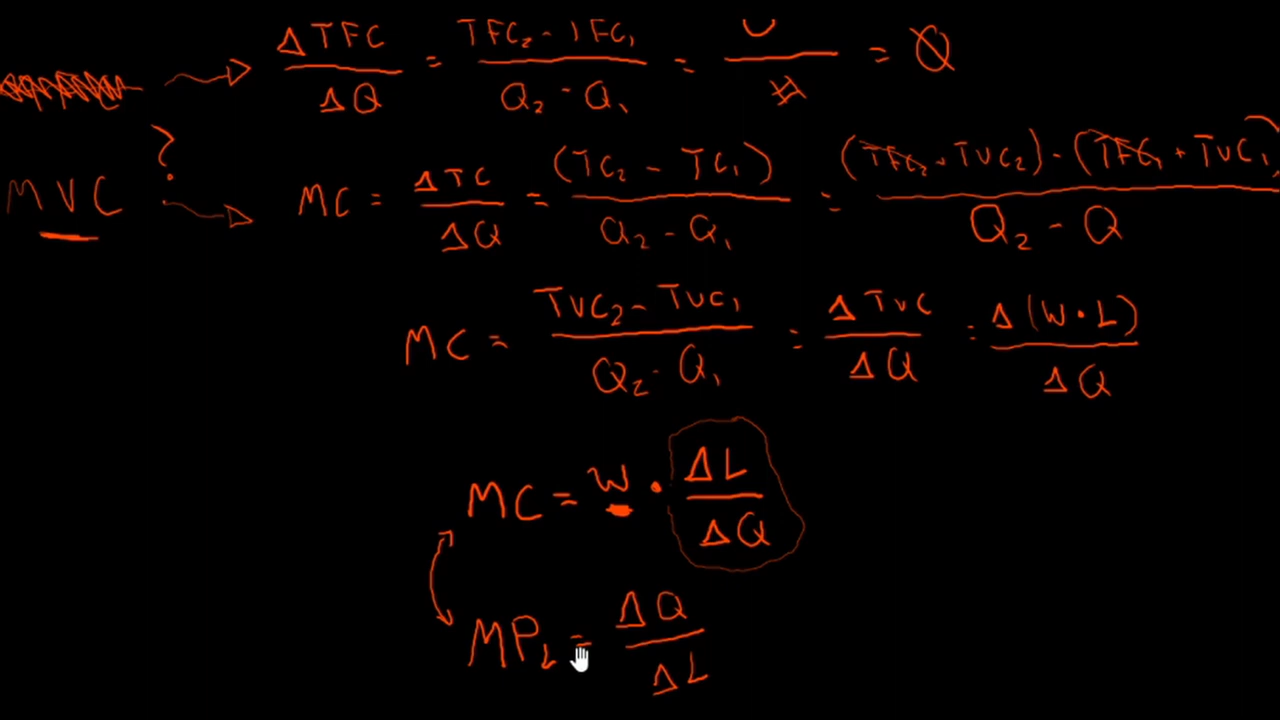 ΔTFC/ΔQ = TFC₂ - TFC₁/Q₂ - Q₁ = 0/# = 0
?
MVC
MC = ΔTC/ΔQ = (TC₂ - TC₁)/Q₂ - Q₁ = (TFC₂ + TVC₂) - (TFC₁ + TVC₁)/Q₂ - Q
MC = TVC₂ - TVC₁/Q₂ - Q₁ = ΔTVC/ΔQ = Δ(W·L)/ΔQ
MC = W · ΔL/ΔQ
MP_L = ΔQ/ΔL